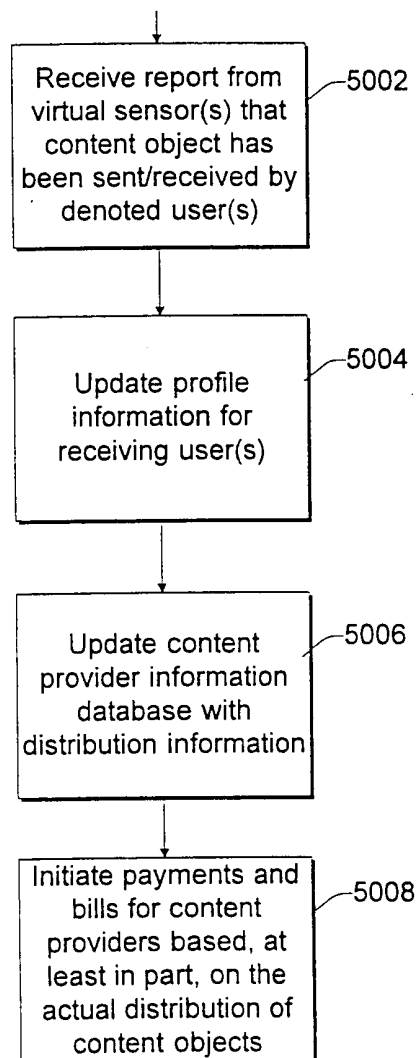 Receive report from
virtual sensor(s) that
content object has
been sent/received by
denoted user(s)
5002
Update profile
information for
receiving user(s)
5004
Update content
provider information
database with
distribution information
5006
Initiate payments and
bills for content
providers based, at
least in part, on the
actual distribution of
content objects
5008